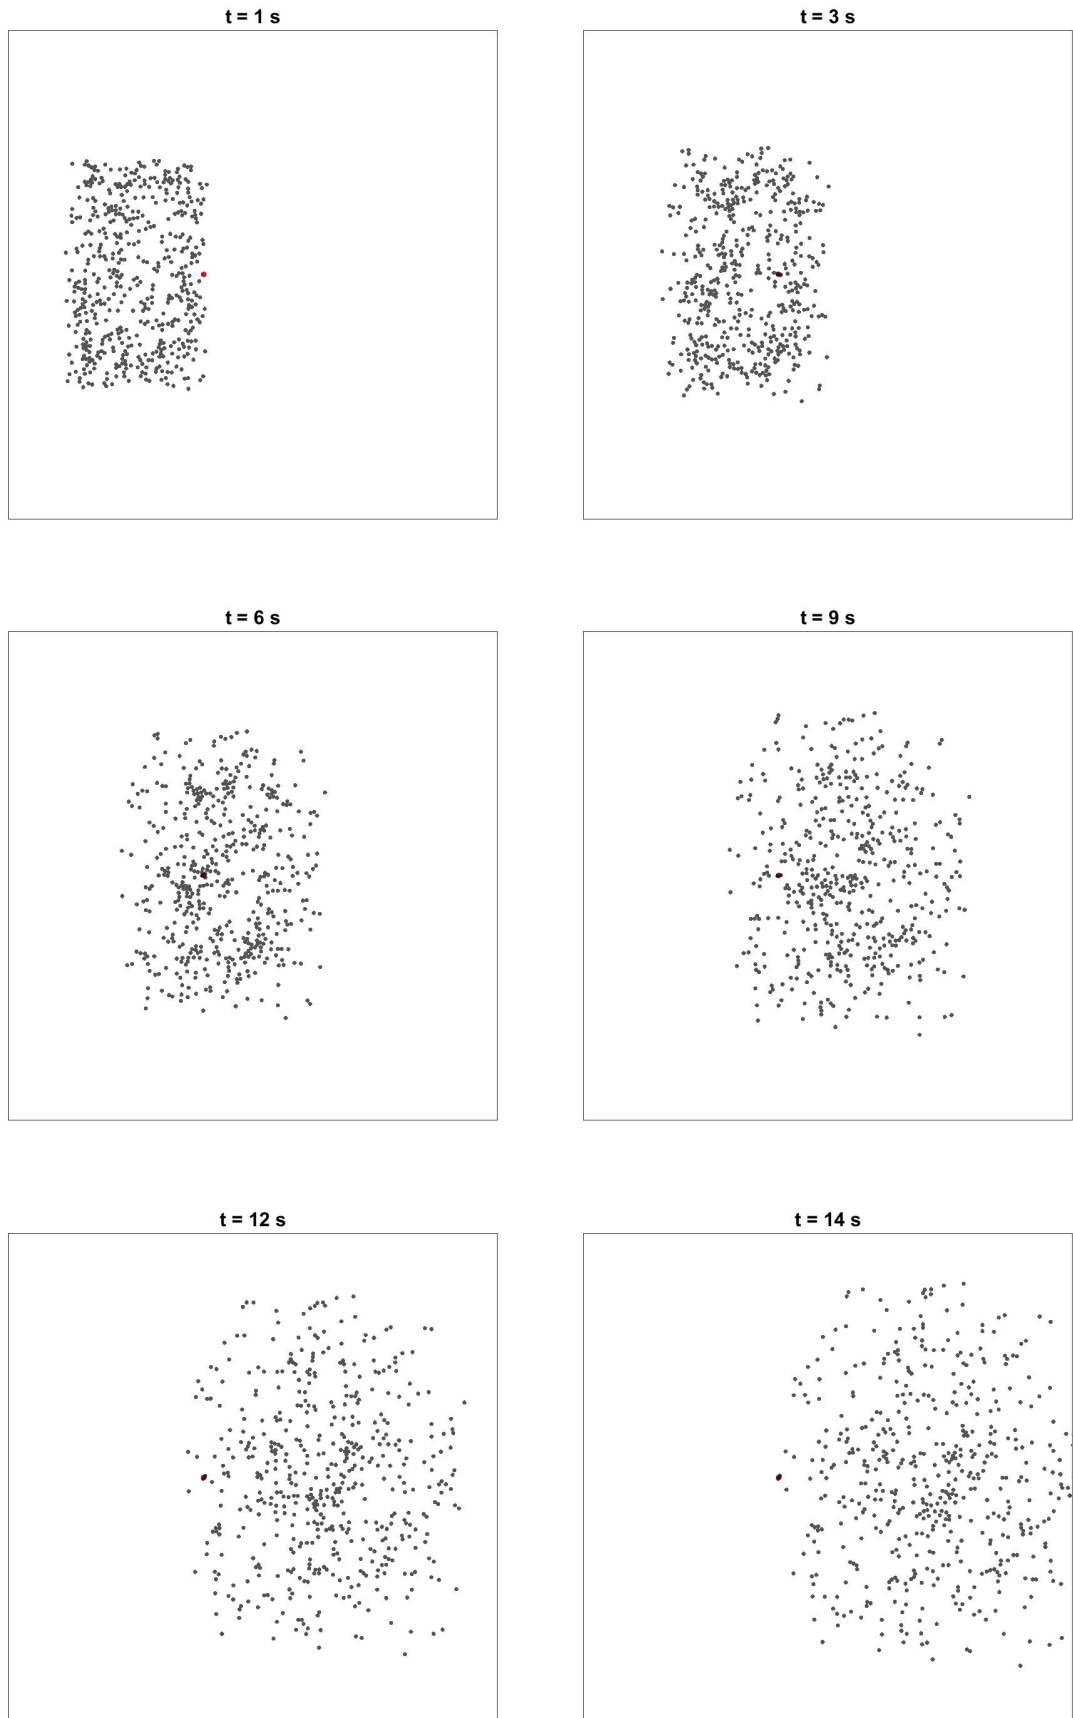 t = 1 s
t = 3 s
t = 6 s
t = 9 s
t = 12 s
t = 14 s